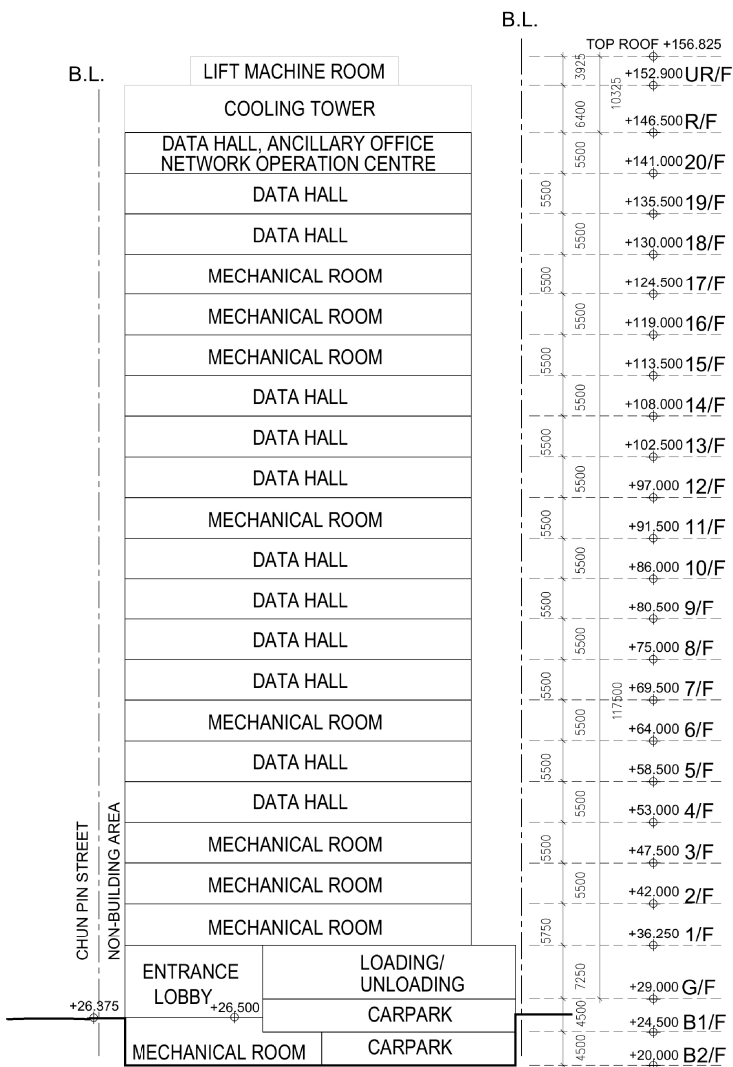 B.L.
TOP ROOF +156.825
B.L.
LIFT MACHINE ROOM
3925
+152.900 UR/F
10325
COOLING TOWER
6400
+146.500 R/F
DATA HALL, ANCILLARY OFFICE
NETWORK OPERATION CENTRE
5500
+141.000 20/F
DATA HALL
5500
+135.500 19/F
DATA HALL
5500
+130.000 18/F
MECHANICAL ROOM
5500
+124.500 17/F
MECHANICAL ROOM
5500
+119.000 16/F
MECHANICAL ROOM
5500
+113.500 15/F
DATA HALL
5500
+108.000 14/F
DATA HALL
5500
+102.500 13/F
DATA HALL
5500
+97.000 12/F
MECHANICAL ROOM
5500
+91.500 11/F
DATA HALL
5500
+86.000 10/F
DATA HALL
5500
+80.500 9/F
DATA HALL
5500
+75.000 8/F
DATA HALL
5500
+69.500 7/F
117500
MECHANICAL ROOM
5500
+64.000 6/F
DATA HALL
5500
+58.500 5/F
DATA HALL
5500
+53.000 4/F
MECHANICAL ROOM
5500
+47.500 3/F
MECHANICAL ROOM
5500
+42.000 2/F
MECHANICAL ROOM
5750
+36.250 1/F
CHUN PIN STREET
NON-BUILDING AREA
ENTRANCE
LOBBY
LOADING/
UNLOADING
7250
+29.000 G/F
+26.375
+26.500
CARPARK
4500
+24.500 B1/F
MECHANICAL ROOM
CARPARK
4500
+20.000 B2/F